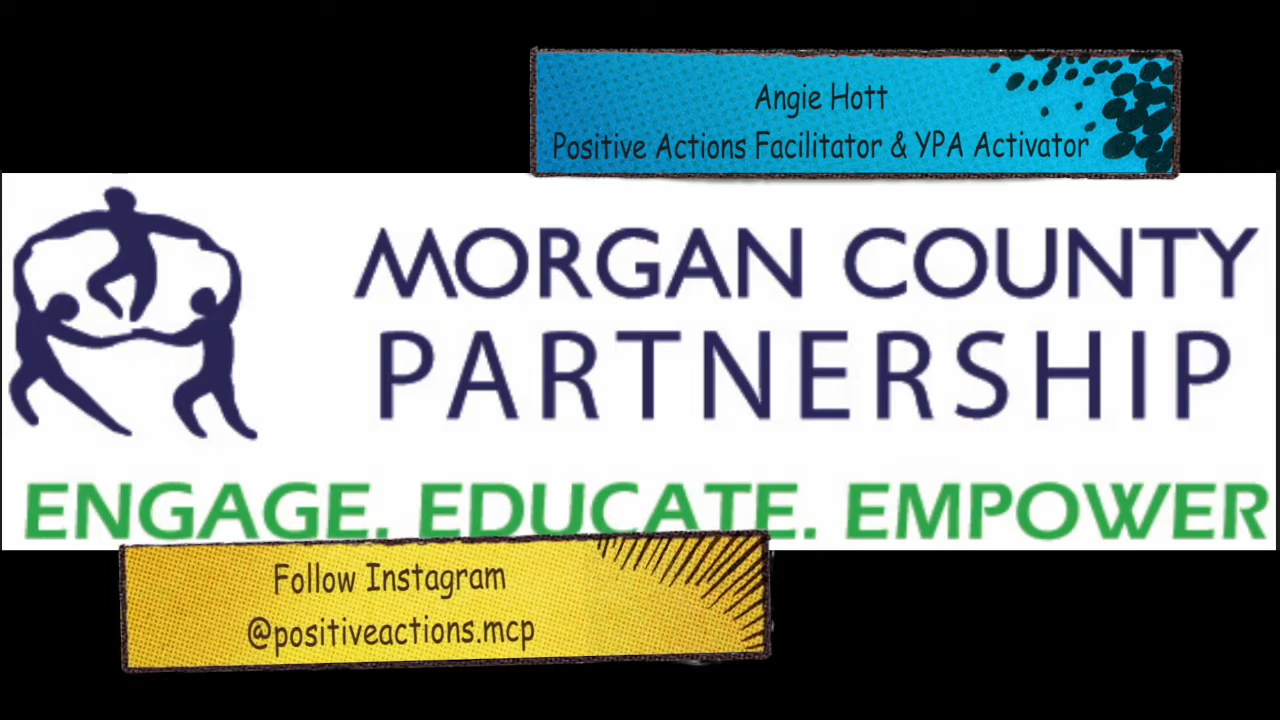 Angie Hott
Positive Actions Facilitator & YPA Activator
MORGAN COUNTY
PARTNERSHIP
ENGAGE. EDUCATE. EMPOWER
Follow Instagram
@positiveactions.mcp